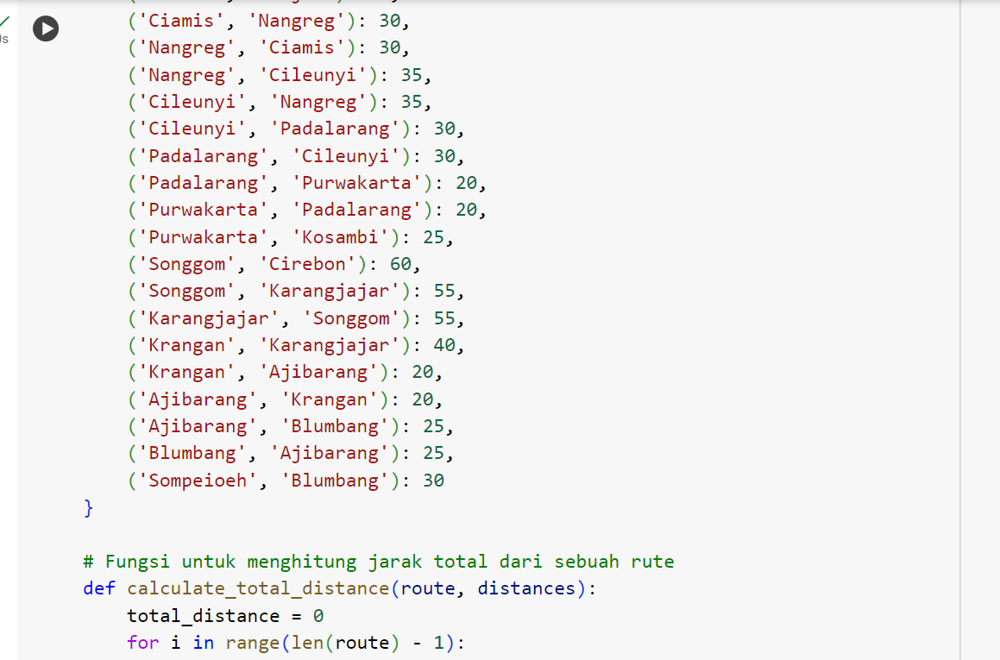 ('Ciamis', 'Nangreg'): 30,
('Nangreg', 'Ciamis'): 30,
('Nangreg', 'Cileunyi'): 35,
('Cileunyi', 'Nangreg'): 35,
('Cileunyi', 'Padalarang'): 30,
('Padalarang', 'Cileunyi'): 30,
('Padalarang', 'Purwakarta'): 20,
('Purwakarta', 'Padalarang'): 20,
('Purwakarta', 'Kosambi'): 25,
('Songgom', 'Cirebon'): 60,
('Songgom', 'Karangjajar'): 55,
('Karangjajar', 'Songgom'): 55,
('Krangan', 'Karangjajar'): 40,
('Krangan', 'Ajibarang'): 20,
('Ajibarang', 'Krangan'): 20,
('Ajibarang', 'Blumbang'): 25,
('Blumbang', 'Ajibarang'): 25,
('Sompeioeh', 'Blumbang'): 30
}
# Fungsi untuk menghitung jarak total dari sebuah rute
def calculate_total_distance(route, distances):
total_distance = 0
for i in range(len(route) - 1):